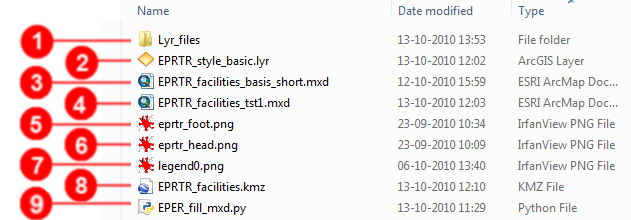 Name Date modified Type
1 Lyr_files 13-10-2010 13:53 File folder
2 EPRTR_style_basic.lyr 13-10-2010 12:02 ArcGIS Layer
3 EPRTR_facilities_basis_short.mxd 12-10-2010 15:59 ESRI ArcMap Doc...
4 EPRTR_facilities_tst1.mxd 13-10-2010 12:03 ESRI ArcMap Doc...
5 eprtr_foot.png 23-09-2010 10:34 IrfanView PNG File
6 eprtr_head.png 23-09-2010 10:09 IrfanView PNG File
7 legend0.png 06-10-2010 13:40 IrfanView PNG File
8 EPRTR_facilities.kmz 13-10-2010 12:10 KMZ File
9 EPER_fill_mxd.py 13-10-2010 11:29 Python File